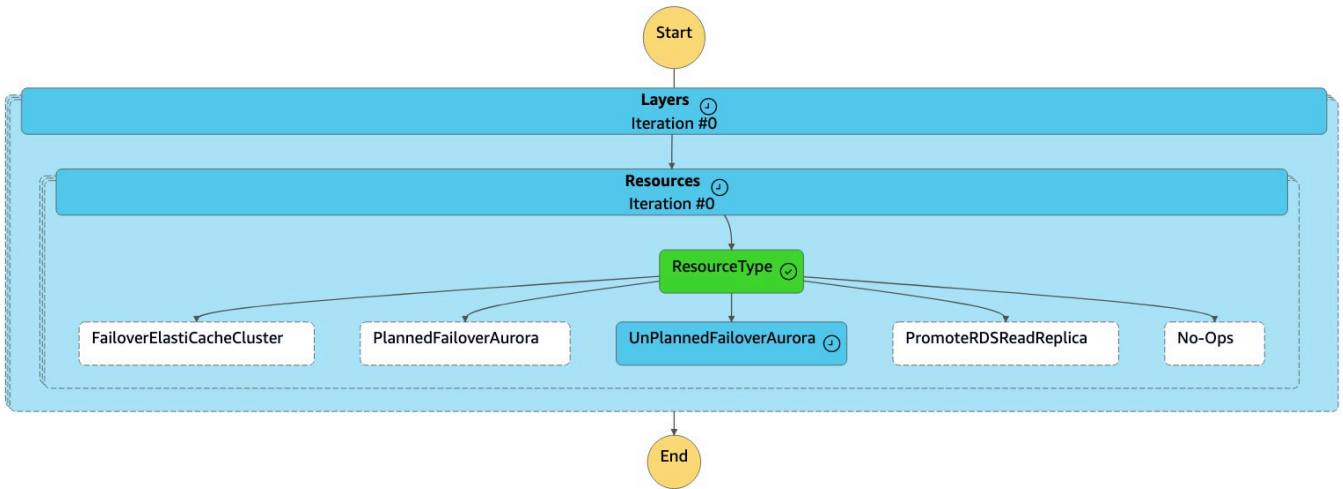 Start
Layers
Iteration #0
Resources
Iteration #0
ResourceType
FailoverElastiCacheCluster
PlannedFailoverAurora
UnPlannedFailoverAurora
PromoteRDSReadReplica
No-Ops
End